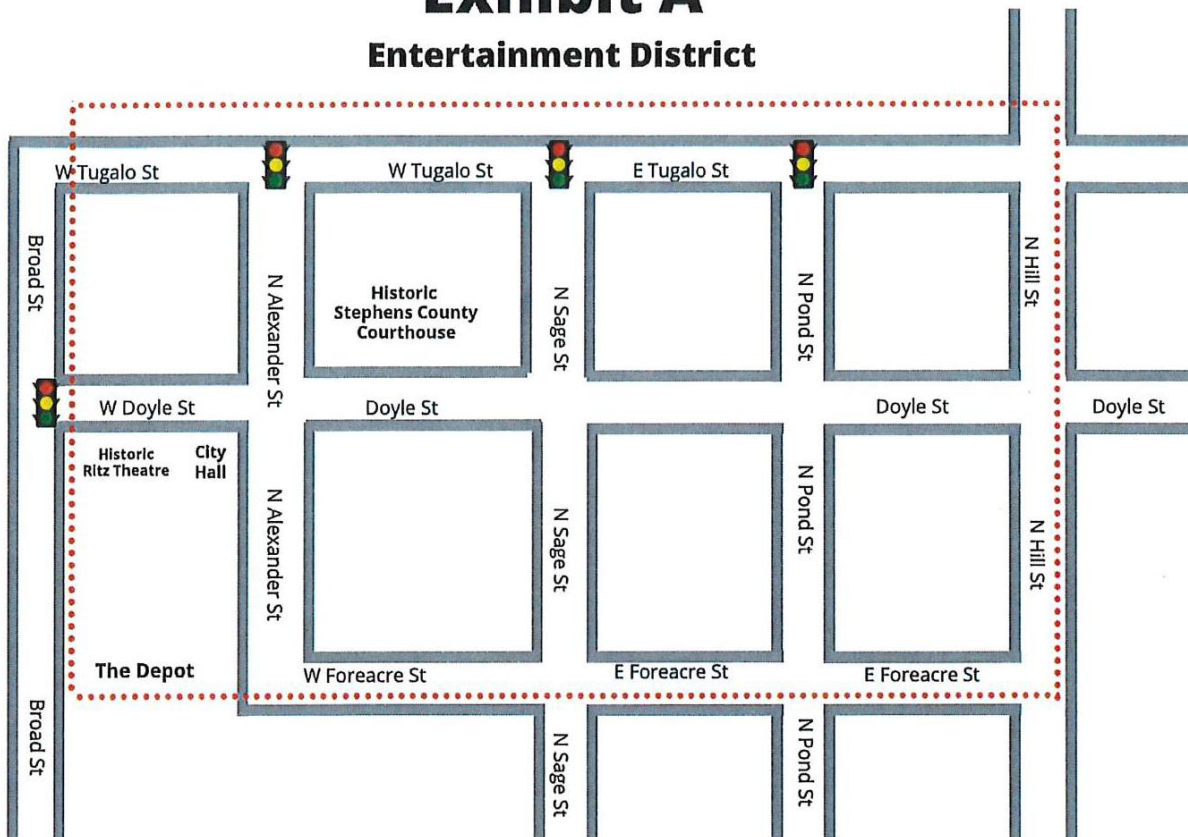 Exhibit A
Entertainment District
W Tugalo St
W Tugalo St
E Tugalo St
Broad St
N Alexander St
Historic
Stephens County
Courthouse
N Sage St
N Pond St
N Hill St
W Doyle St
Doyle St
Doyle St
Doyle St
Historic
Ritz Theatre
City
Hall
N Alexander St
N Sage St
N Pond St
N Hill St
The Depot
W Foreacre St
E Foreacre St
E Foreacre St
Broad St
N Sage St
N Pond St